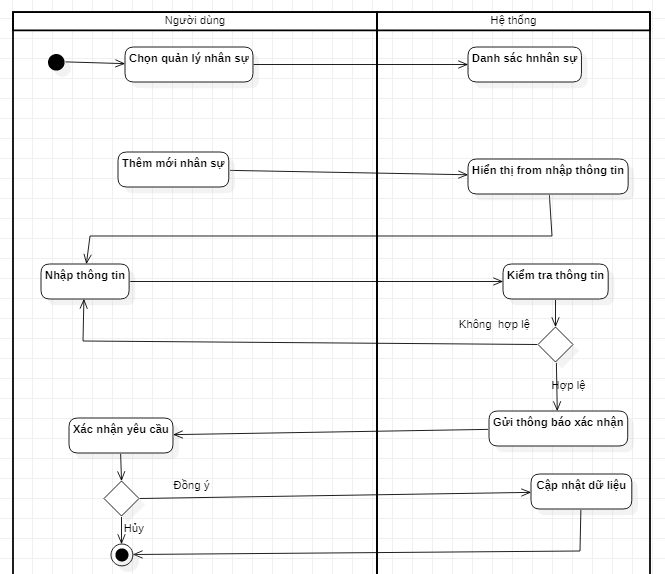 Người dùng
Hệ thống
Chọn quản lý nhân sự
Danh sác hnhân sự
Thêm mới nhân sự
Hiển thị from nhập thông tin
Nhập thông tin
Kiểm tra thông tin
Không hợp lệ
Hợp lệ
Gửi thông báo xác nhận
Xác nhận yêu cầu
Đồng ý
Cập nhật dữ liệu
Hủy